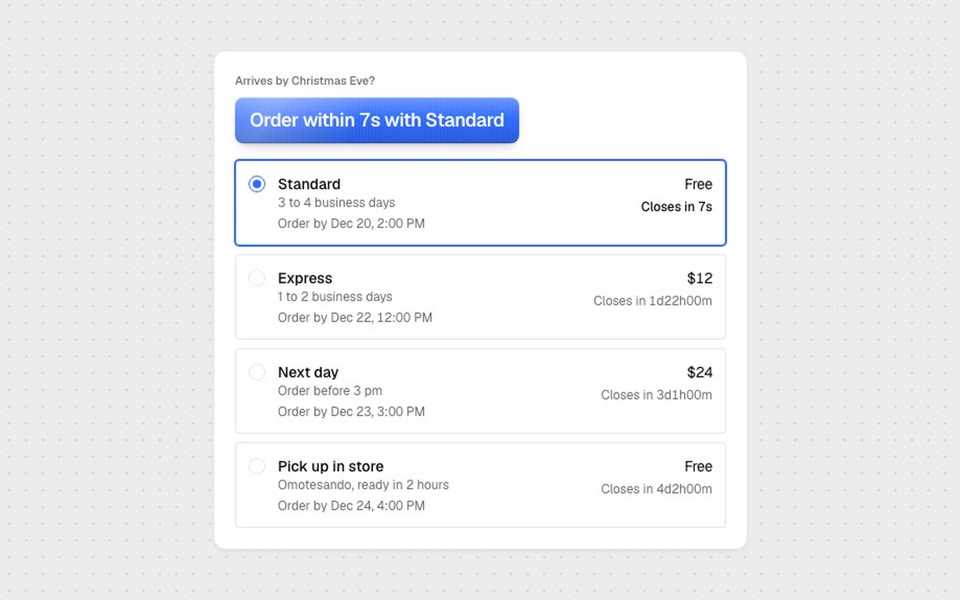 Arrives by Christmas Eve?
Order within 7s with Standard
Standard
Free
3 to 4 business days
Closes in 7s
Order by Dec 20, 2:00 PM
Express
$12
1 to 2 business days
Closes in 1d22h00m
Order by Dec 22, 12:00 PM
Next day
$24
Order before 3 pm
Closes in 3d1h00m
Order by Dec 23, 3:00 PM
Pick up in store
Free
Omotesando, ready in 2 hours
Closes in 4d2h00m
Order by Dec 24, 4:00 PM